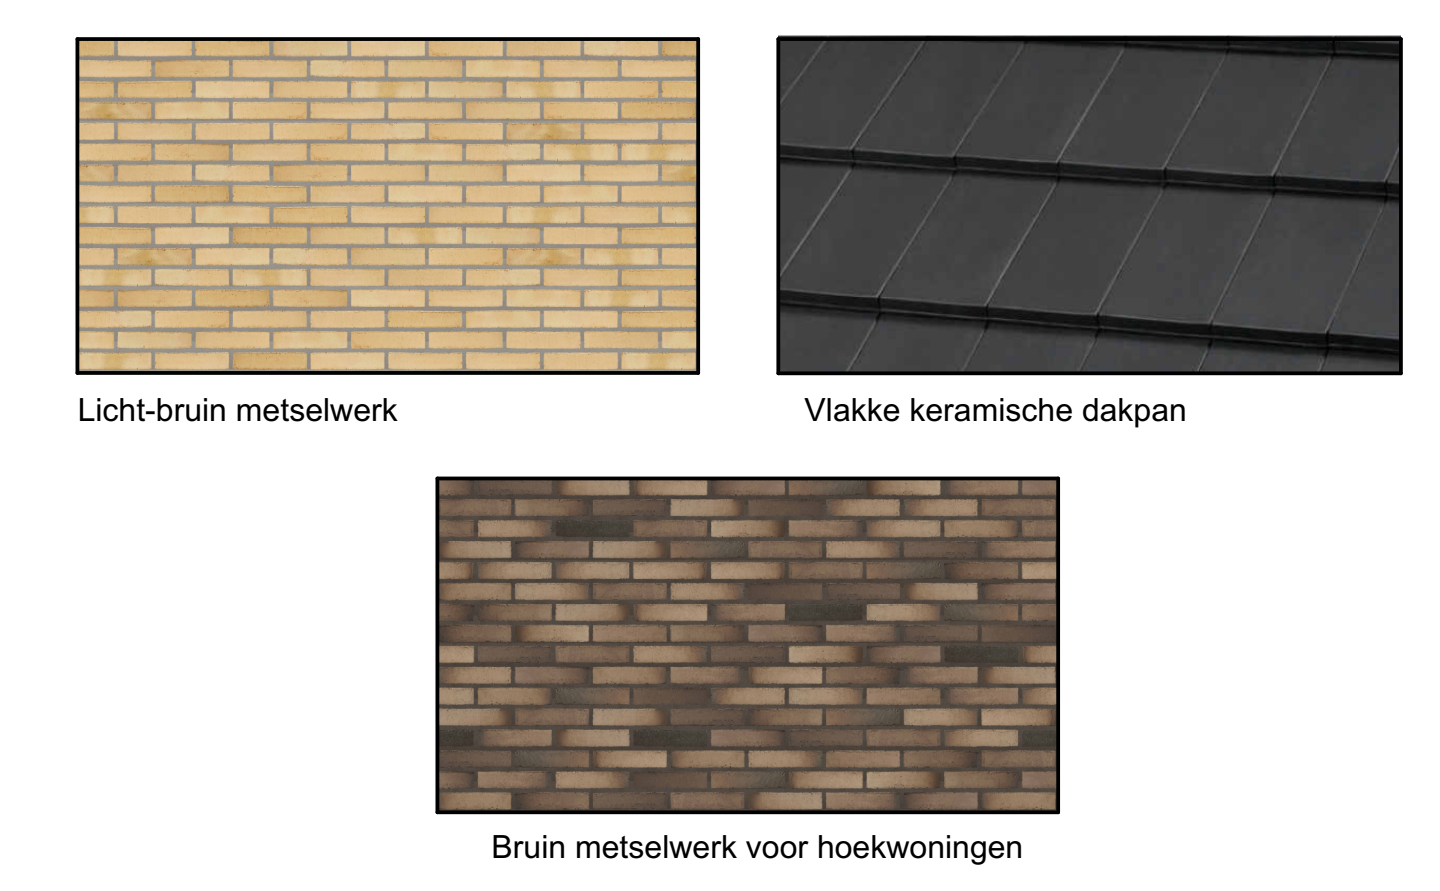 Licht-bruin metselwerk
Vlakke keramische dakpan
Bruin metselwerk voor hoekwoningen